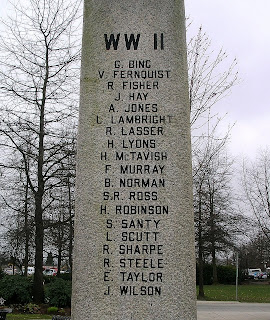 WW II
G. BING
V. FERNQUIST
R. FISHER
J. HAY
A. JONES
L. LAMBRIGHT
R. LASSER
H. LYONS
H. McTAVISH
F. MURRAY
B. NORMAN
S.R. ROSS
H. ROBINSON
S. SANTY
L. SCUTT
R. SHARPE
R. STEELE
E. TAYLOR
J. WILSON